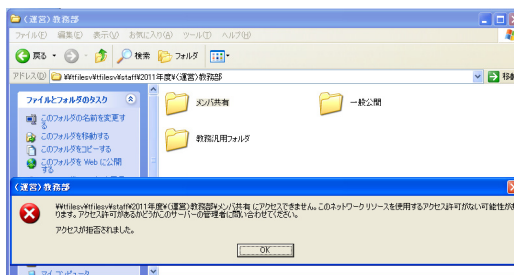 (運営)教務部
ファイル(F) 編集(E) 表示(V) お気に入り(A) ツール(T) ヘルプ(H)
戻る 検索 フォルダ
アドレス(D) ¥¥tfilesv¥tfilesv¥staff¥2011年度¥(運営)教務部 移動
ファイルとフォルダのタスク
このフォルダの名前を変更する
このフォルダを移動する
このフォルダをコピーする
このフォルダを Web に公開する
メンバ共有
一般公開
教務汎用フォルダ
(運営)教務部
¥¥tfilesv¥tfilesv¥staff¥2011年度¥(運営)教務部¥メンバ共有 にアクセスできません。このネットワーク リソースを使用するアクセス許可がない可能性があ
ります。アクセス許可があるかどうかこのサーバーの管理者に問い合わせてください。
アクセスが拒否されました。
OK
マイ コンピュータ